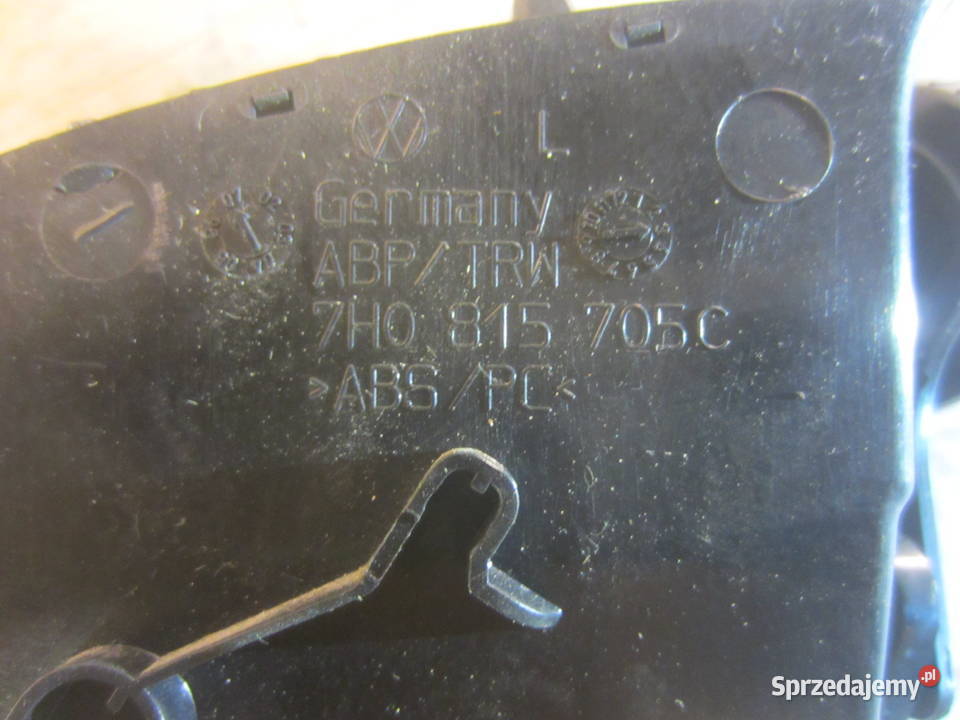 L
Germany
ABP/TRW
7H0 815 705C
>ABS/PC<
Sprzedajemy.pl